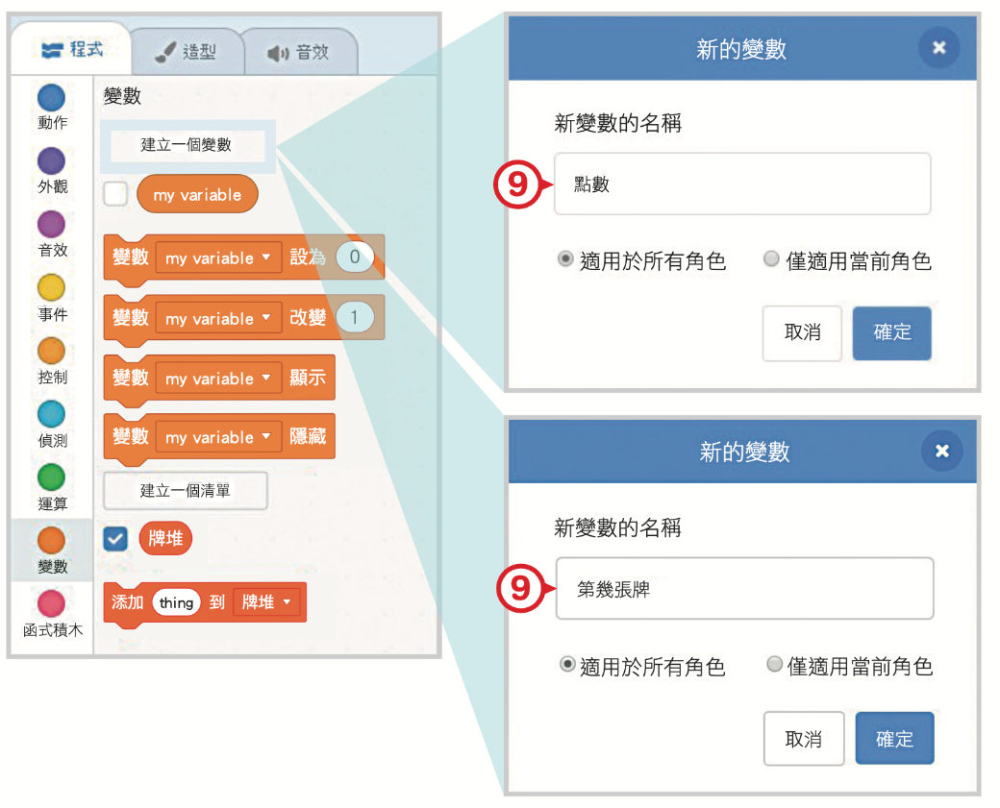 程式
造型
音效
動作
外觀
音效
事件
控制
偵測
運算
變數
函式積木
變數
建立一個變數
my variable
變數 my variable 設為 0
變數 my variable 改變 1
變數 my variable 顯示
變數 my variable 隱藏
建立一個清單
牌堆
添加 thing 到 牌堆
新的變數
新變數的名稱
9 點數
適用於所有角色 僅適用當前角色
取消 確定
新的變數
新變數的名稱
9 第幾張牌
適用於所有角色 僅適用當前角色
取消 確定